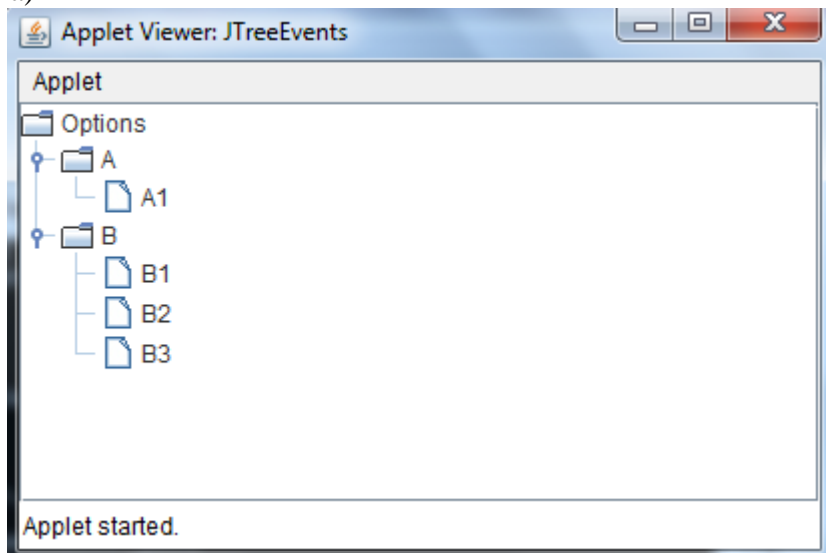 a)
Applet Viewer: JTreeEvents
Applet
Options
A
A1
B
B1
B2
B3
Applet started.